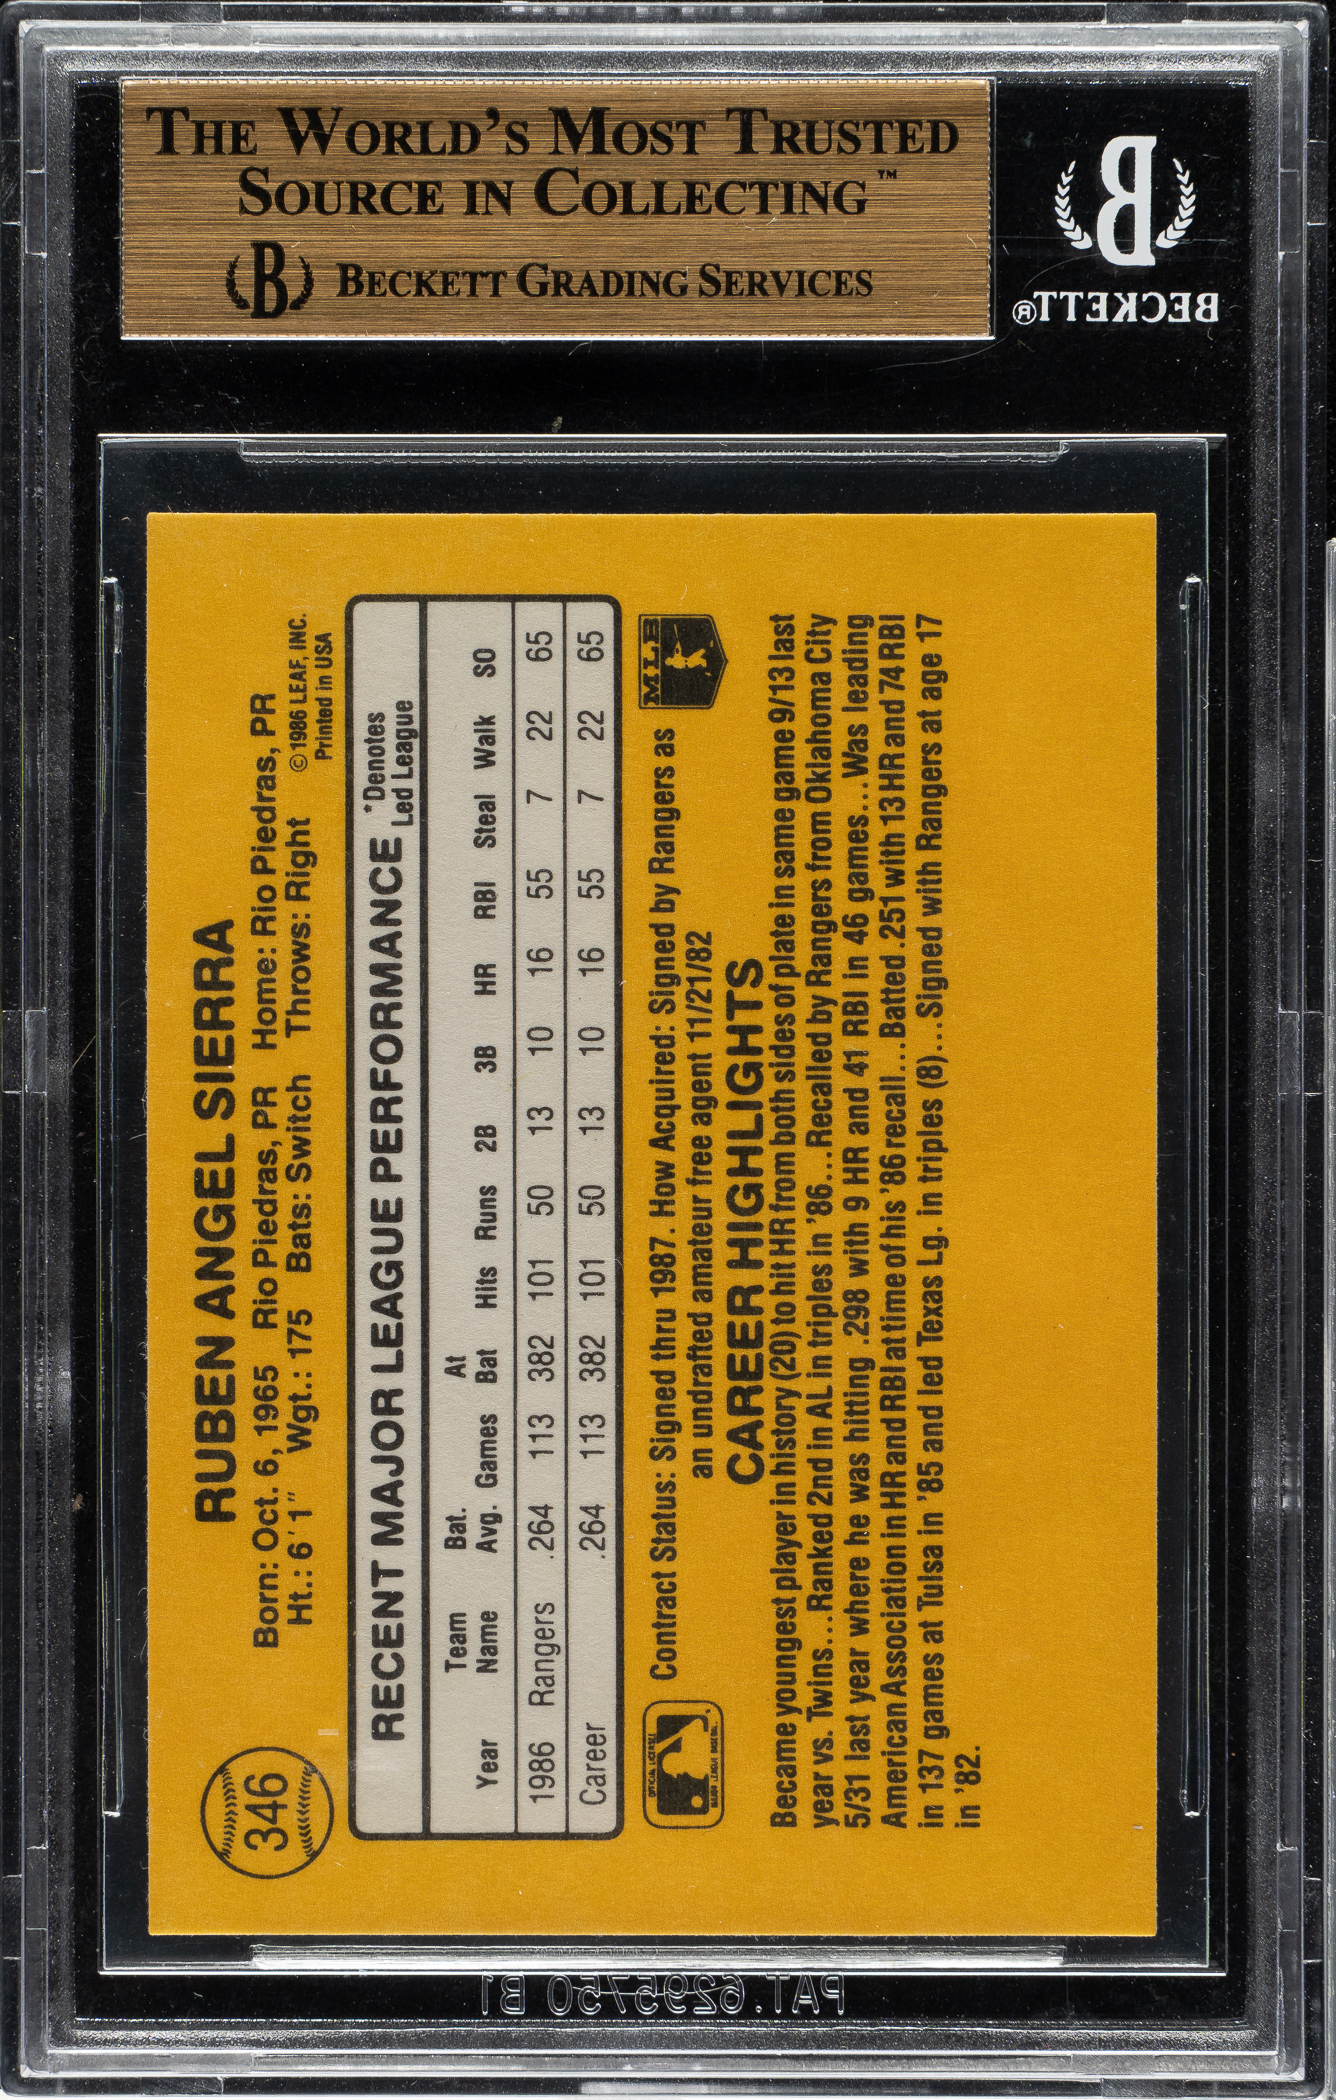 THE WORLD'S MOST TRUSTED
SOURCE IN COLLECTING™
B BECKETT GRADING SERVICES
B
BECKETT®
346
RUBEN ANGEL SIERRA
Born: Oct. 6, 1965 Rio Piedras, PR Home: Rio Piedras, PR
Ht.: 6'1" Wgt.: 175 Bats: Switch Throws: Right
©1986 LEAF, INC.
Printed in USA
RECENT MAJOR LEAGUE PERFORMANCE *Denotes Led League
Year Team Name Bat. Avg. Games At Bat Hits Runs 2B 3B HR RBI Steal Walk SO
1986 Rangers .264 113 382 101 50 13 10 16 55 7 22 65
Career .264 113 382 101 50 13 10 16 55 7 22 65
OFFICIAL LICENSEE
MAJOR LEAGUE BASEBALL
Contract Status: Signed thru 1987. How Acquired: Signed by Rangers as
an undrafted amateur free agent 11/21/82
MLB
CAREER HIGHLIGHTS
Became youngest player in history (20) to hit HR from both sides of plate in same game 9/13 last
year vs. Twins...Ranked 2nd in AL in triples in '86...Recalled by Rangers from Oklahoma City
5/31 last year where he was hitting .298 with 9 HR and 41 RBI in 46 games...Was leading
American Association in HR and RBI at time of his '86 recall...Batted .251 with 13 HR and 74 RBI
in 137 games at Tulsa in '85 and led Texas Lg. in triples (8)...Signed with Rangers at age 17
in '82.
PAT. 6295750 B1